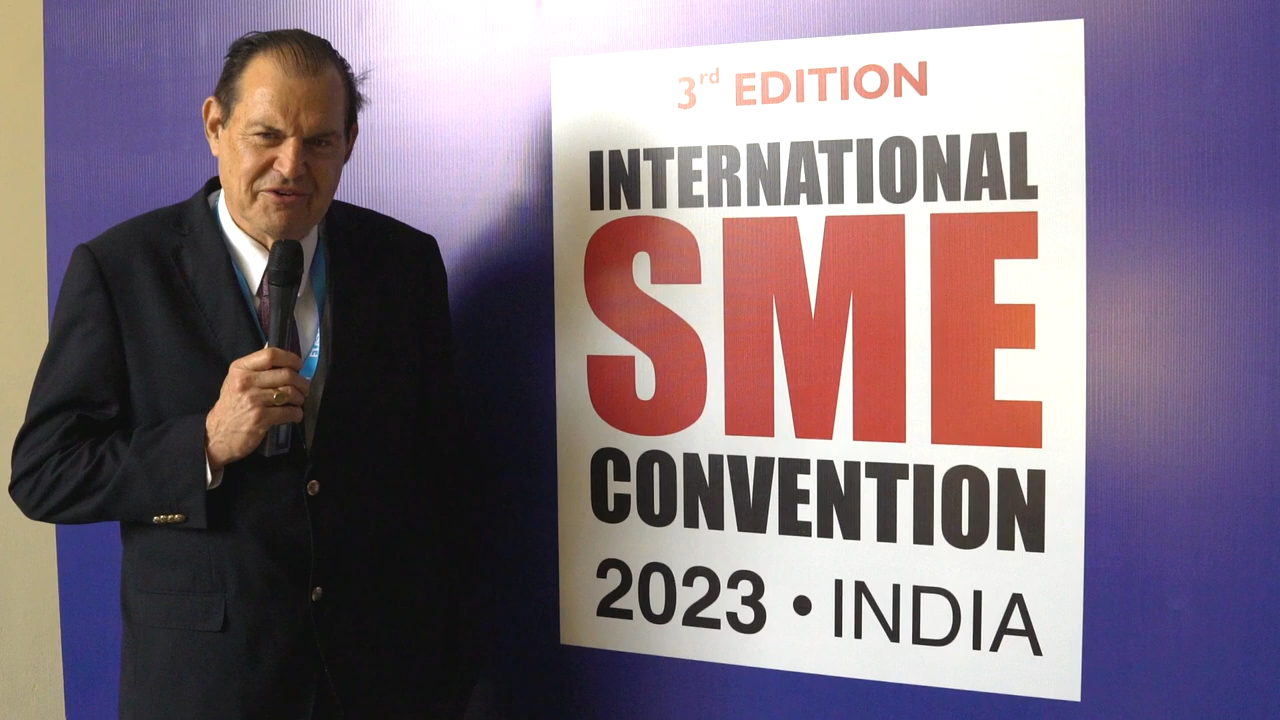 3rd EDITION
INTERNATIONAL
SME
CONVENTION
2023 • INDIA